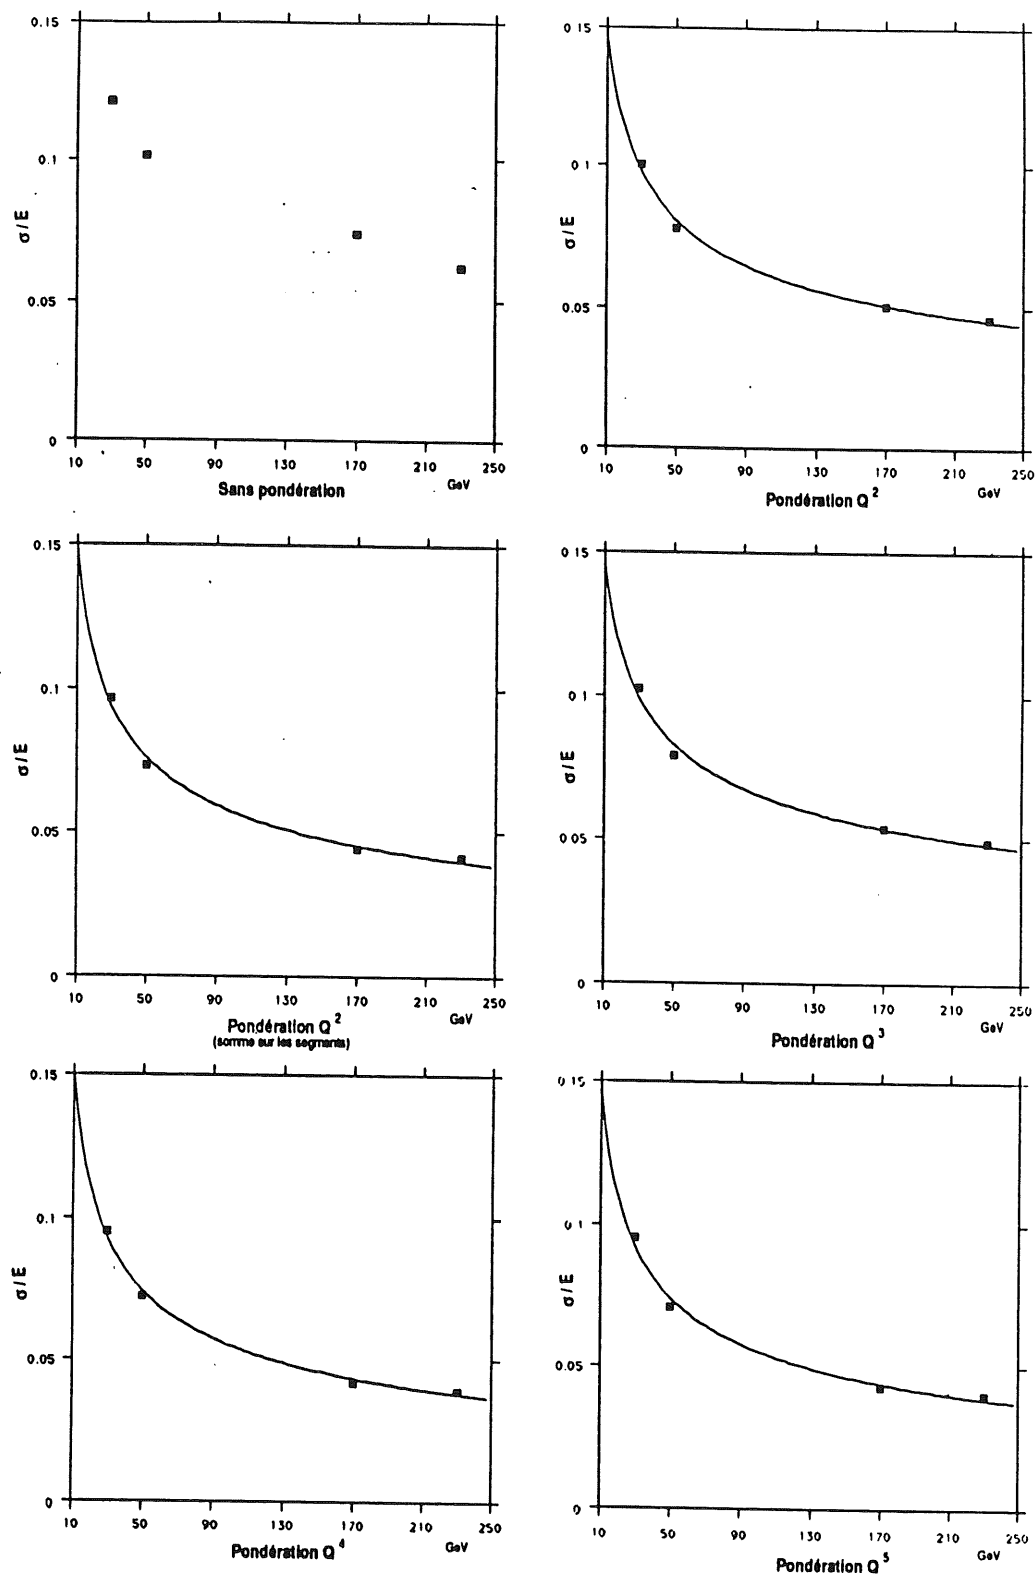 0.15
0.1
σ / E
0.05
0
10 50 90 130 170 210 250
Sans pondération GeV
0.15
0.1
σ / E
0.05
0
10 50 90 130 170 210 250
Pondération Q² GeV
0.15
0.1
σ / E
0.05
0
10 50 90 130 170 210 250
Pondération Q² GeV
(somme sur les segments)
0.15
0.1
σ / E
0.05
0
10 50 90 130 170 210 250
Pondération Q³ GeV
0.15
0.1
σ / E
0.05
0
10 50 90 130 170 210 250
Pondération Q⁴ GeV
0.15
0.1
σ / E
0.05
0
10 50 90 130 170 210 250
Pondération Q⁵ GeV